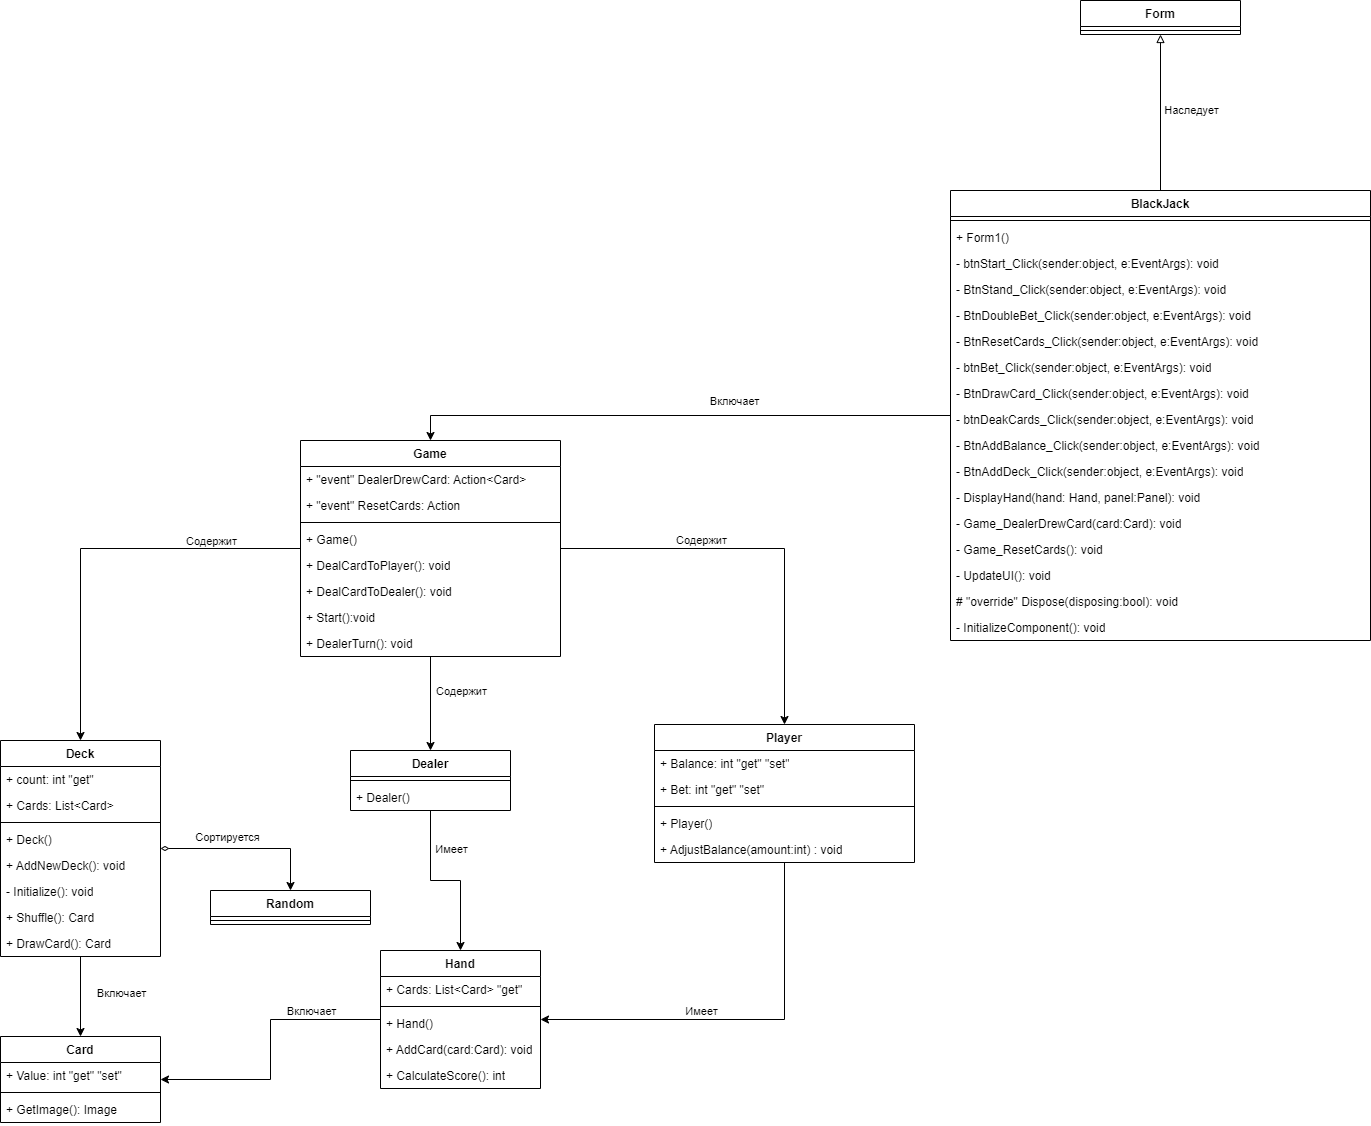 Form
Наследует
BlackJack
+ Form1()
- btnStart_Click(sender:object, e:EventArgs): void
- BtnStand_Click(sender:object, e:EventArgs): void
- BtnDoubleBet_Click(sender:object, e:EventArgs): void
- BtnResetCards_Click(sender:object, e:EventArgs): void
- btnBet_Click(sender:object, e:EventArgs): void
- BtnDrawCard_Click(sender:object, e:EventArgs): void
- btnDeakCards_Click(sender:object, e:EventArgs): void
- BtnAddBalance_Click(sender:object, e:EventArgs): void
- BtnAddDeck_Click(sender:object, e:EventArgs): void
- DisplayHand(hand: Hand, panel:Panel): void
- Game_DealerDrewCard(card:Card): void
- Game_ResetCards(): void
- UpdateUI(): void
# "override" Dispose(disposing:bool): void
- InitializeComponent(): void
Включает
Game
+ "event" DealerDrewCard: Action<Card>
+ "event" ResetCards: Action
+ Game()
+ DealCardToPlayer(): void
+ DealCardToDealer(): void
+ Start():void
+ DealerTurn(): void
Содержит
Содержит
Содержит
Deck
+ count: int "get"
+ Cards: List<Card>
+ Deck()
+ AddNewDeck(): void
- Initialize(): void
+ Shuffle(): Card
+ DrawCard(): Card
Dealer
+ Dealer()
Player
+ Balance: int "get" "set"
+ Bet: int "get" "set"
+ Player()
+ AdjustBalance(amount:int) : void
Сортируется
Random
Имеет
Hand
+ Cards: List<Card> "get"
+ Hand()
+ AddCard(card:Card): void
+ CalculateScore(): int
Имеет
Включает
Включает
Card
+ Value: int "get" "set"
+ GetImage(): Image